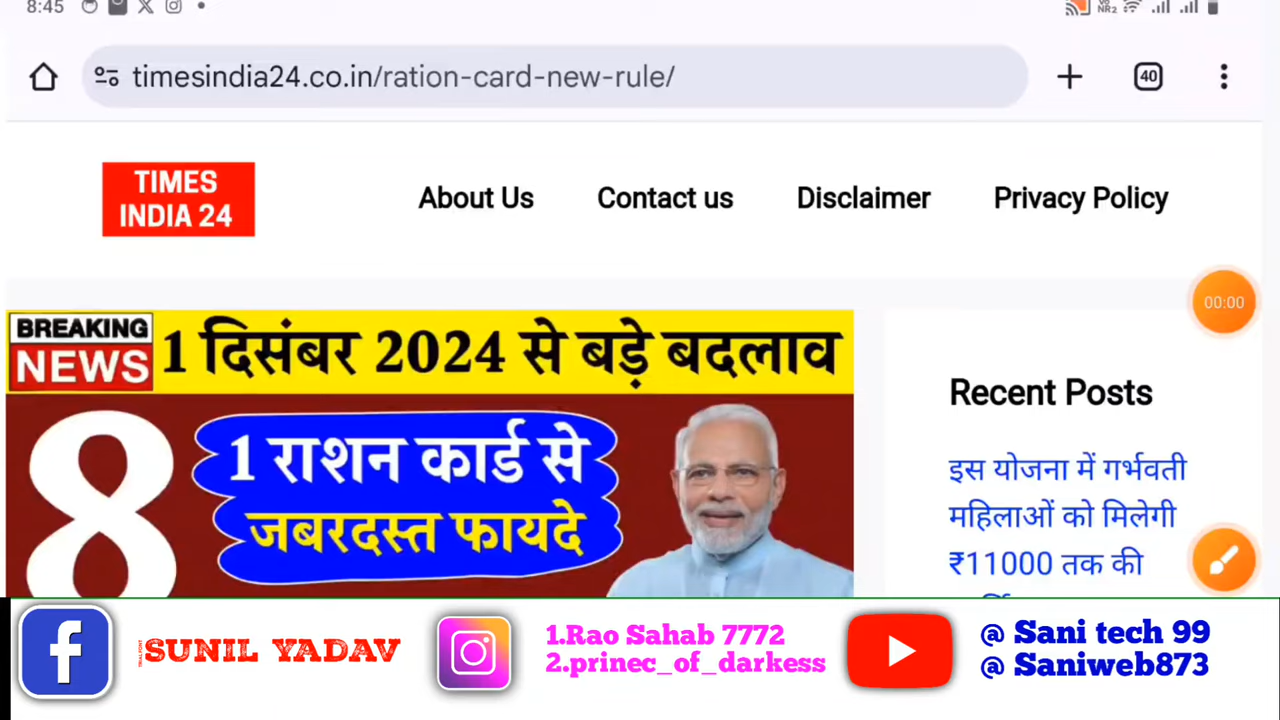 8:45
VO
NR2
timesindia24.co.in/ration-card-new-rule/
40
TIMES
INDIA 24
About Us
Contact us
Disclaimer
Privacy Policy
00:00
BREAKING
NEWS
1 दिसंबर 2024 से बड़े बदलाव
8
1 राशन कार्ड से
जबरदस्त फायदे
Recent Posts
इस योजना में गर्भवती
महिलाओं को मिलेगी
₹11000 तक की
SUNIL YADAV
1.Rao Sahab 7772
2.prinec_of_darkess
@ Sani tech 99
@ Saniweb873